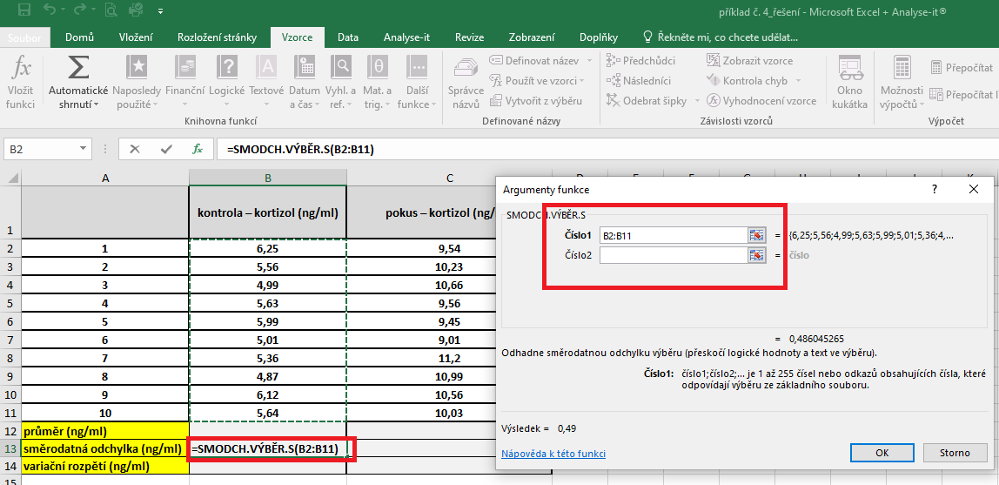 příklad č. 4_řešení - Microsoft Excel + Analyse-it®
Soubor Domů Vložení Rozložení stránky Vzorce Data Analyse-it Revize Zobrazení Doplňky Řekněte mi, co chcete udělat...
fx
Vložit funkci
Automatické shrnutí
Naposledy použité
Finanční
Logické
Textové
Datum a čas
Vyhl. a ref.
Mat. a trig.
Další funkce
Knihovna funkcí
Správce názvů
Definovat název
Použít ve vzorci
Vytvořit z výběru
Definované názvy
Předchůdci
Následníci
Odebrat šipky
Zobrazit vzorce
Kontrola chyb
Vyhodnocení vzorce
Závislosti vzorců
Okno kukátka
Možnosti výpočtů
Přepočítat
Přepočítat l
Výpočet
B2 fx =SMODCH.VÝBĚR.S(B2:B11)
A B C
1 kontrola – kortizol (ng/ml) pokus – kortizol (ng/
2 1 6,25 9,54
3 2 5,56 10,23
4 3 4,99 10,66
5 4 5,63 9,56
6 5 5,99 9,45
7 6 5,01 9,01
8 7 5,36 11,2
9 8 4,87 10,99
10 9 6,12 10,56
11 10 5,64 10,03
12 průměr (ng/ml)
13 směrodatná odchylka (ng/ml) =SMODCH.VÝBĚR.S(B2:B11)
14 variační rozpětí (ng/ml)
15
Argumenty funkce ?
SMODCH.VÝBĚR.S
Číslo1 B2:B11 = {6,25;5,56;4,99;5,63;5,99;5,01;5,36;4,...
Číslo2 = číslo
= 0,486045265
Odhadne směrodatnou odchylku výběru (přeskočí logické hodnoty a text ve výběru).
Číslo1: číslo1;číslo2;... je 1 až 255 čísel nebo odkazů obsahujících čísla, které
odpovídají výběru ze základního souboru.
Výsledek = 0,49
Nápověda k této funkci
OK Storno